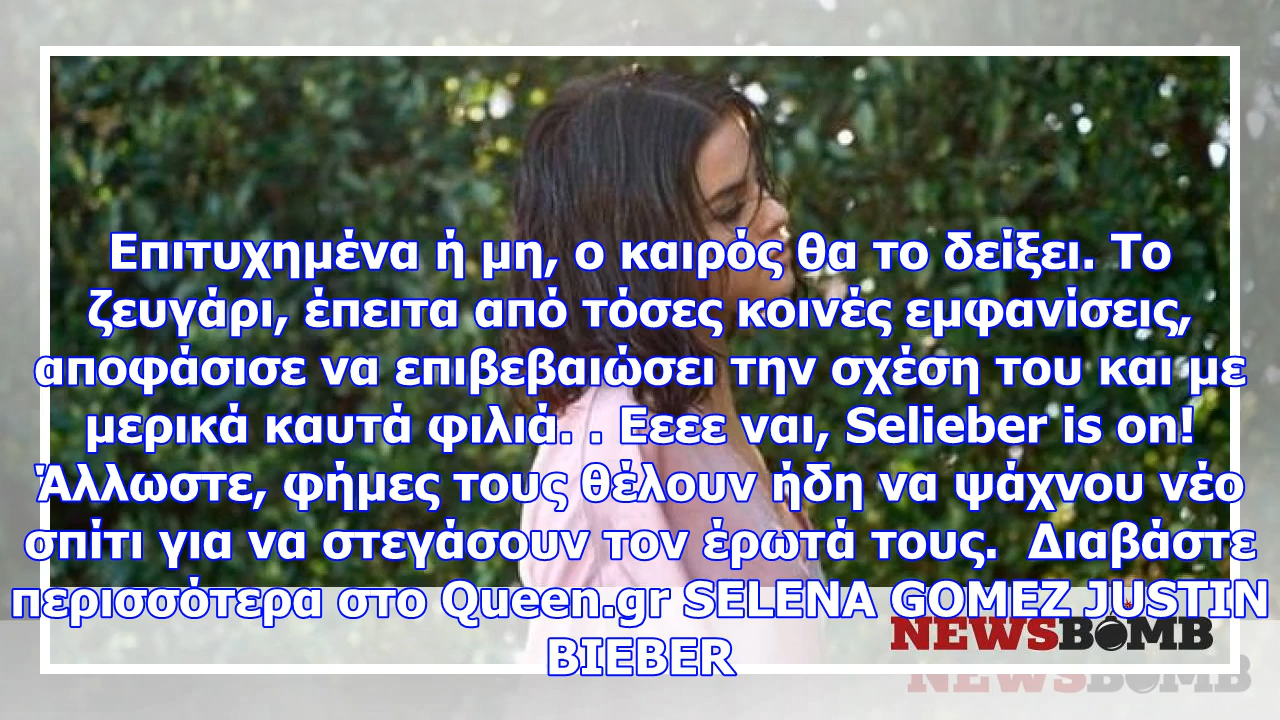 Επιτυχημένα ή μη, ο καιρός θα το δείξει. Το
ζευγάρι, έπειτα από τόσες κοινές εμφανίσεις,
αποφάσισε να επιβεβαιώσει την σχέση του και με
μερικά καυτά φιλιά. . Εεεε ναι, Selieber is on!
Άλλωστε, φήμες τους θέλουν ήδη να ψάχνου νέο
σπίτι για να στεγάσουν τον έρωτά τους.  Διαβάστε
περισσότερα στο Queen.gr SELENA GOMEZ JUSTIN
BIEBER
NEWSBOMB
NEWSBOMB